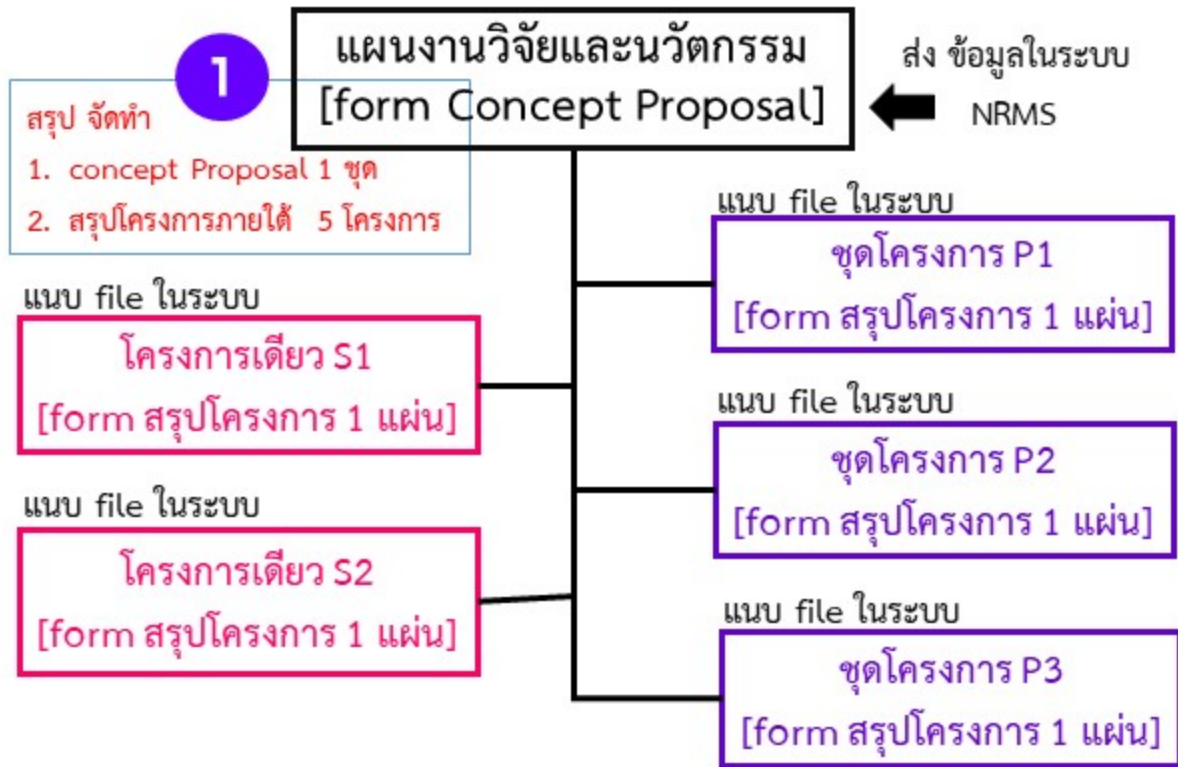 1
แผนงานวิจัยและนวัตกรรม
[form Concept Proposal]
ส่ง ข้อมูลในระบบ
NRMS
สรุป จัดทำ
1. concept Proposal 1 ชุด
2. สรุปโครงการภายใต้ 5 โครงการ
แนบ file ในระบบ
ชุดโครงการ P1
[form สรุปโครงการ 1 แผ่น]
แนบ file ในระบบ
โครงการเดียว S1
[form สรุปโครงการ 1 แผ่น]
แนบ file ในระบบ
ชุดโครงการ P2
[form สรุปโครงการ 1 แผ่น]
แนบ file ในระบบ
โครงการเดียว S2
[form สรุปโครงการ 1 แผ่น]
แนบ file ในระบบ
ชุดโครงการ P3
[form สรุปโครงการ 1 แผ่น]